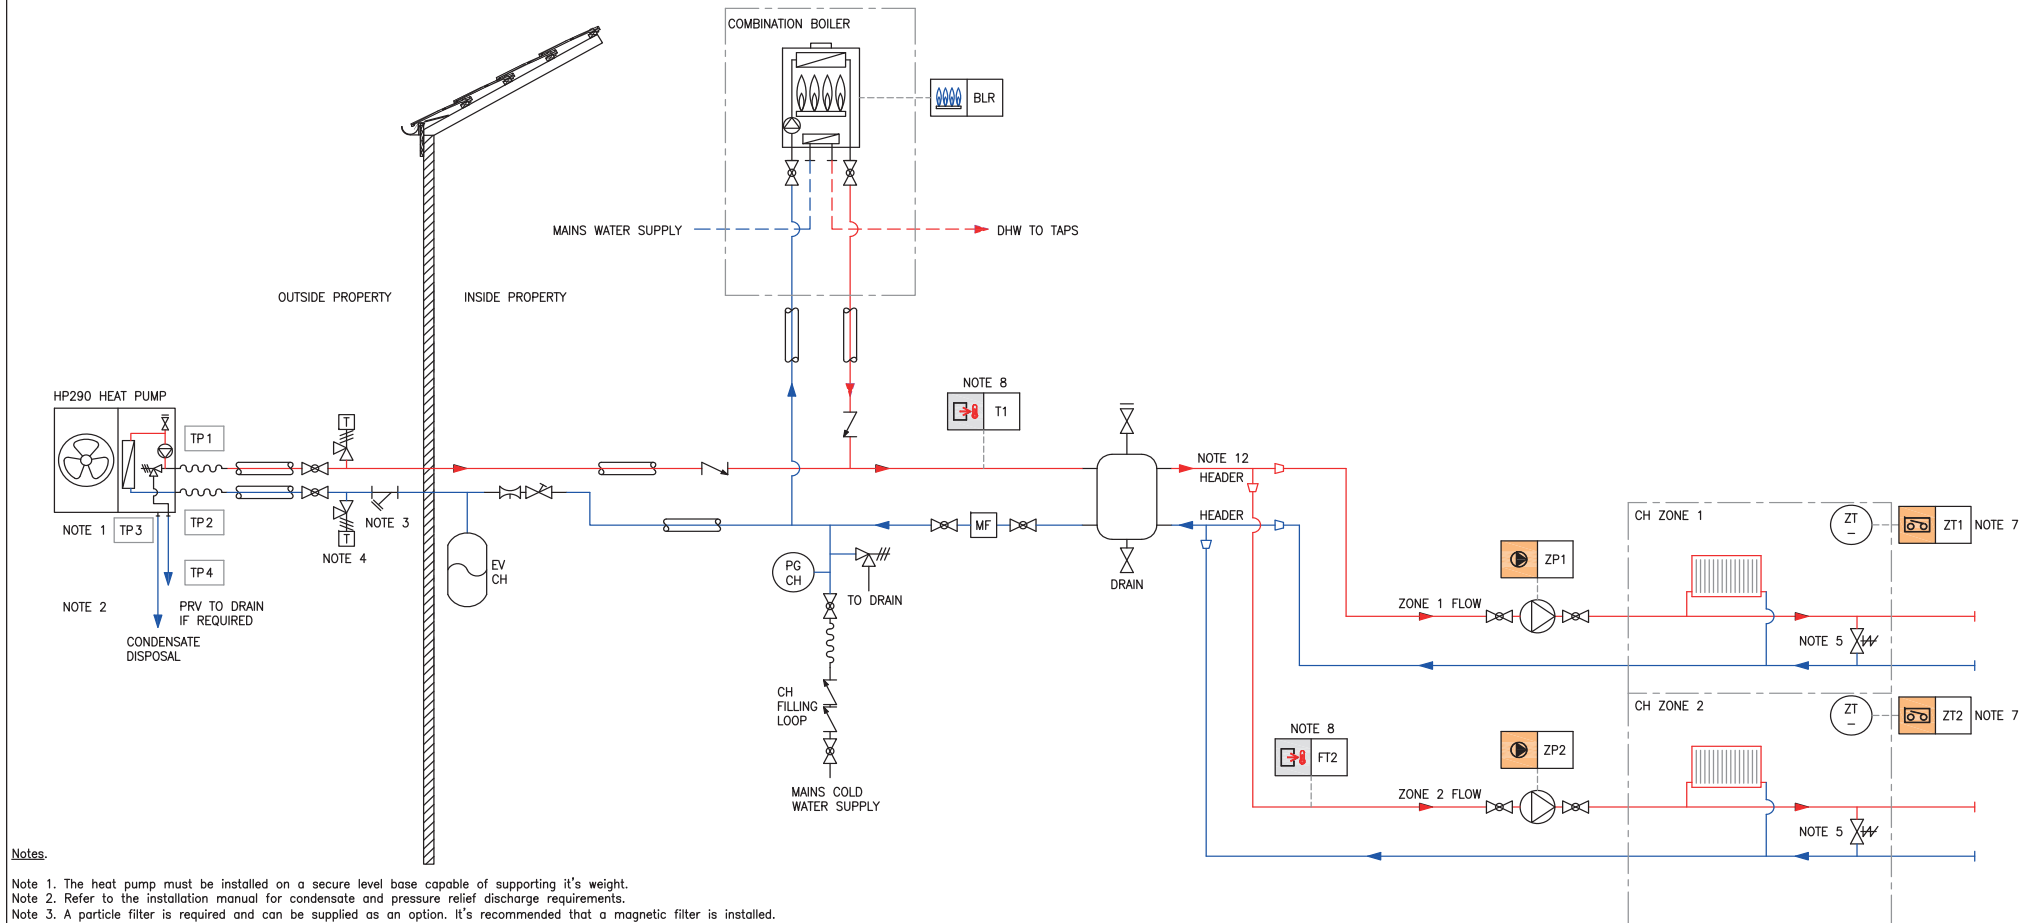 COMBINATION BOILER
BLR
MAINS WATER SUPPLY
DHW TO TAPS
OUTSIDE PROPERTY
INSIDE PROPERTY
HP290 HEAT PUMP
TP1
TP2
NOTE 1
TP3
TP4
NOTE 2
PRV TO DRAIN
IF REQUIRED
CONDENSATE
DISPOSAL
T
T
NOTE 4
NOTE 3
EV
CH
NOTE 8
T1
MF
PG
CH
TO DRAIN
CH
FILLING
LOOP
MAINS COLD
WATER SUPPLY
DRAIN
NOTE 12
HEADER
HEADER
CH ZONE 1
ZT
–
ZT1
NOTE 7
ZP1
ZONE 1 FLOW
NOTE 5
CH ZONE 2
ZT
–
ZT2
NOTE 7
NOTE 8
FT2
ZP2
ZONE 2 FLOW
NOTE 5
Notes.
Note 1. The heat pump must be installed on a secure level base capable of supporting it's weight.
Note 2. Refer to the installation manual for condensate and pressure relief discharge requirements.
Note 3. A particle filter is required and can be supplied as an option. It's recommended that a magnetic filter is installed.